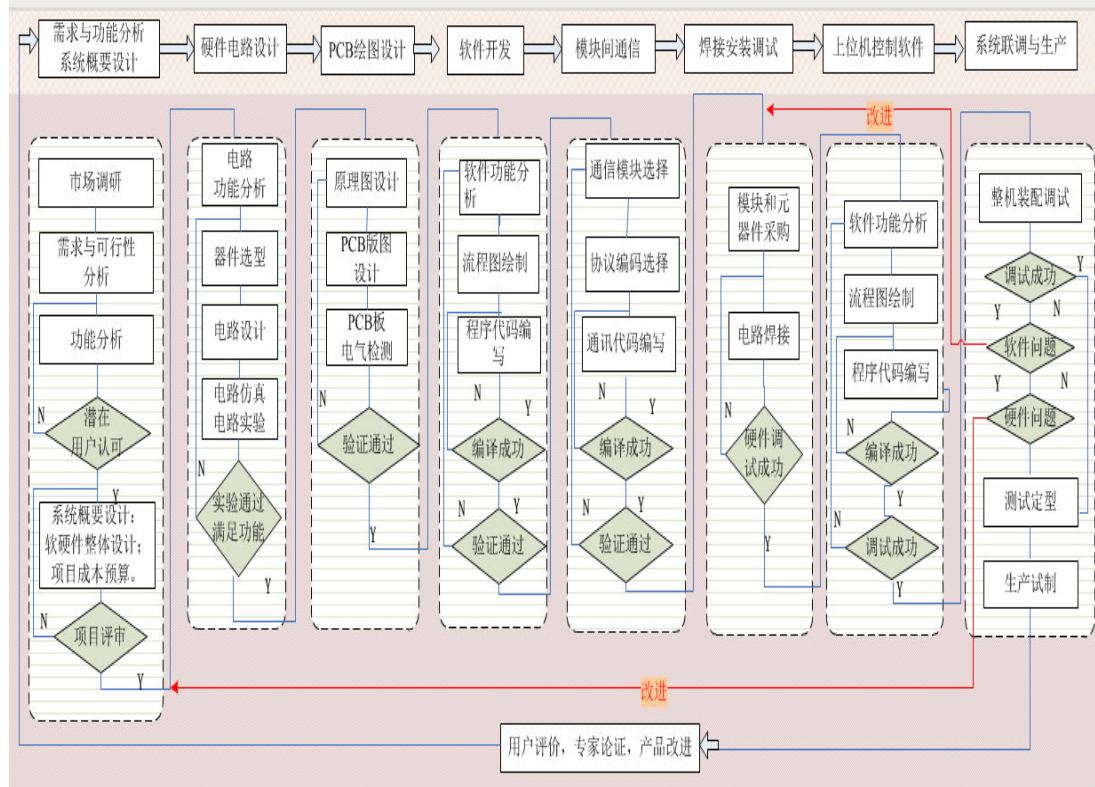 需求与功能分析
系统概要设计
硬件电路设计
PCB绘图设计
软件开发
模块间通信
焊接安装调试
上位机控制软件
系统联调与生产
市场调研
需求与可行性
分析
功能分析
N
潜在
用户认可
Y
系统概要设计：
软硬件整体设计；
项目成本预算。
N
项目评审
Y
电路
功能分析
器件选型
电路设计
电路仿真
电路实验
N
实验通过
满足功能
Y
原理图设计
PCB版图
设计
PCB板
电气检测
N
验证通过
Y
软件功能分
析
流程图绘制
程序代码编
写
N
Y
编译成功
N
Y
验证通过
Y
通信模块选择
协议编码选择
通讯代码编写
N
Y
编译成功
N
Y
验证通过
Y
模块和元
器件采购
电路焊接
N
硬件调
试成功
Y
改进
软件功能分析
流程图绘制
程序代码编写
N
编译成功
Y
N
调试成功
Y
整机装配调试
Y
调试成功
Y
N
软件问题
Y
N
硬件问题
N
测试定型
生产试制
改进
用户评价，专家论证，产品改进